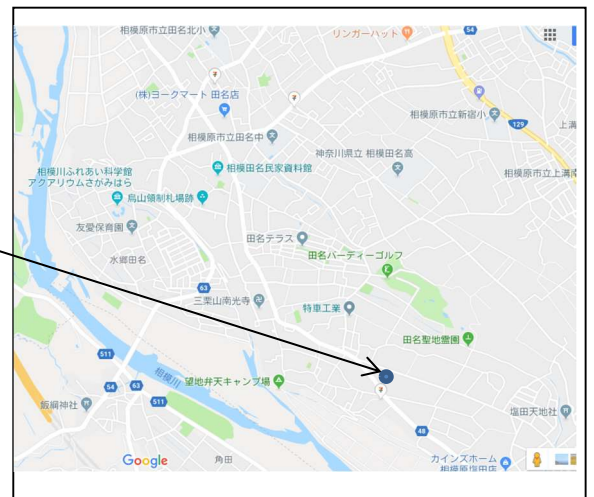 相模原市立田名北小
リンガーハット
54
(株)ヨークマート 田名店
相模原市立新宿小
129
上溝
相模原市立田名中
神奈川県立 相模田名高
相模川ふれあい科学館
アクアリウムさがみはら
相模田名民家資料館
相模原市立上溝南
烏山領制札場跡
友愛保育園
田名テラス
水郷田名
田名バーディーゴルフ
63
三栗山南光寺
特車工業
田名聖地霊園
511
相模川
望地弁天キャンプ場
54
63
511
飯綱神社
塩田天地社
48
Google
角田
カインズホーム
相模原塩田店